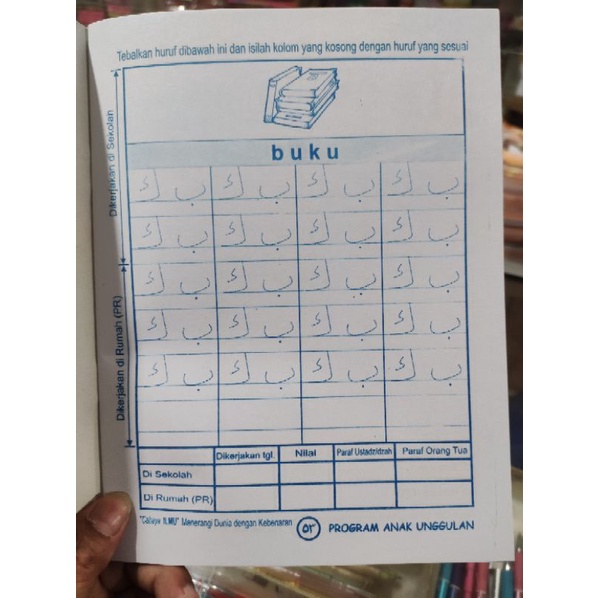 Tebalkan huruf dibawah ini dan isilah kolom yang kosong dengan huruf yang sesuai
Dikerjakan di Sekolah
buku
ب ك ب ك ب ك ب ك
ب ك ب ك ب ك ب ك
Dikerjakan di Rumah (PR)
ب ك ب ك ب ك ب ك
ب ك ب ك ب ك ب ك
ب ك ب ك ب ك ب ك
Dikerjakan tgl. Nilai Paraf Ustadz/dzah Paraf Orang Tua
Di Sekolah
Di Rumah (PR)
"Cahaya ILMU" Menerangi Dunia dengan Kebenaran ٥٣ PROGRAM ANAK UNGGULAN